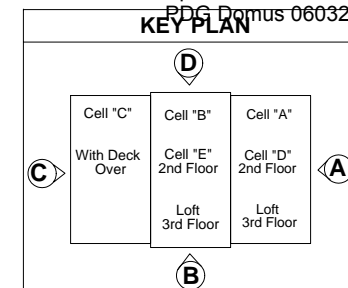 PDG Domus 06032
KEY PLAN
D
Cell "C"
With Deck
Over
Cell "B"
Cell "E"
2nd Floor
Loft
3rd Floor
Cell "A"
Cell "D"
2nd Floor
Loft
3rd Floor
C
A
B